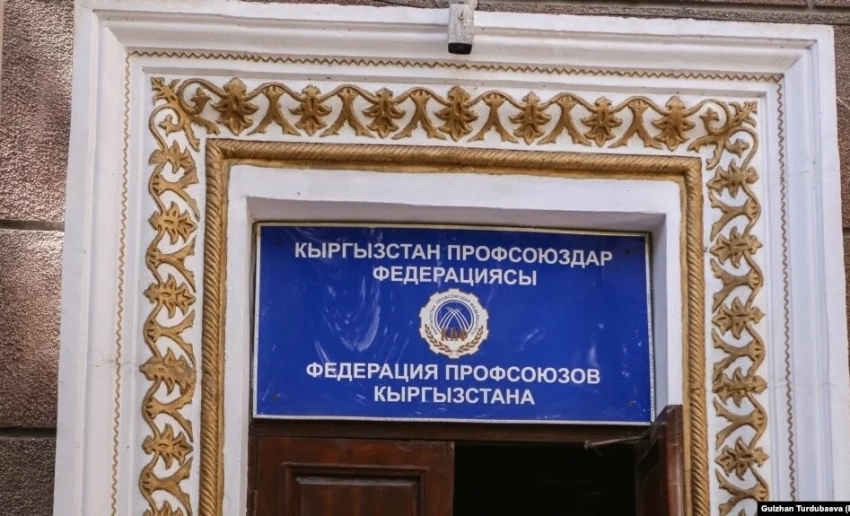 КЫРГЫЗСТАН ПРОФСОЮЗДАР
ФЕДЕРАЦИЯСЫ
ФЕДЕРАЦИЯ ПРОФСОЮЗОВ
КЫРГЫЗСТАНА
Gulzhan Turdubaeva